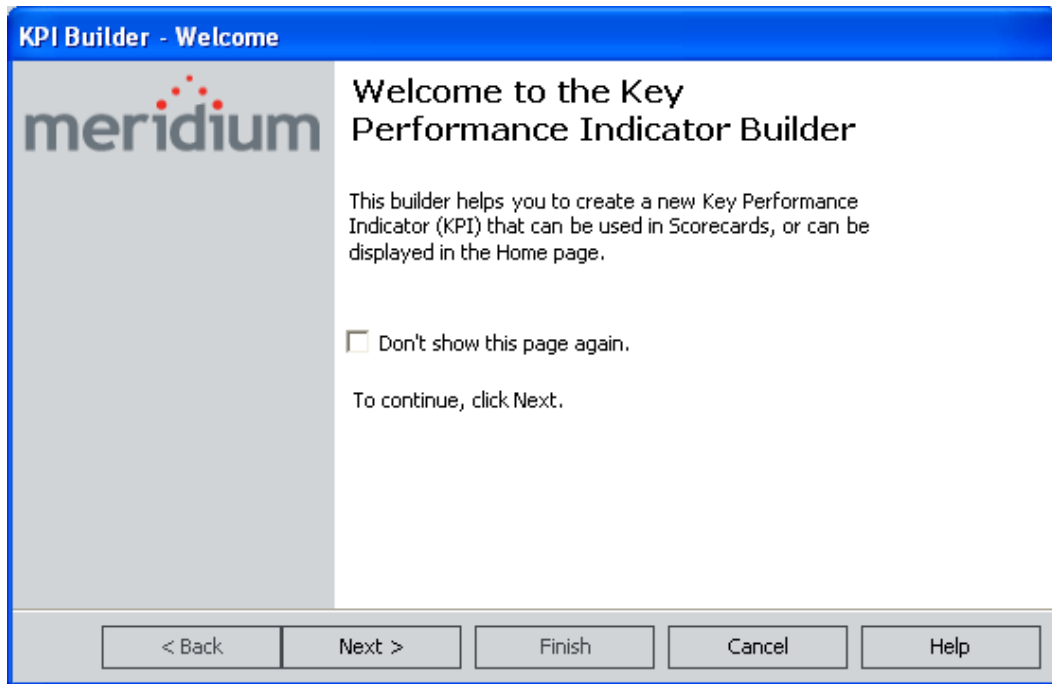 KPI Builder - Welcome
meridium
Welcome to the Key
Performance Indicator Builder
This builder helps you to create a new Key Performance
Indicator (KPI) that can be used in Scorecards, or can be
displayed in the Home page.
Don't show this page again.
To continue, click Next.
< Back Next > Finish Cancel Help